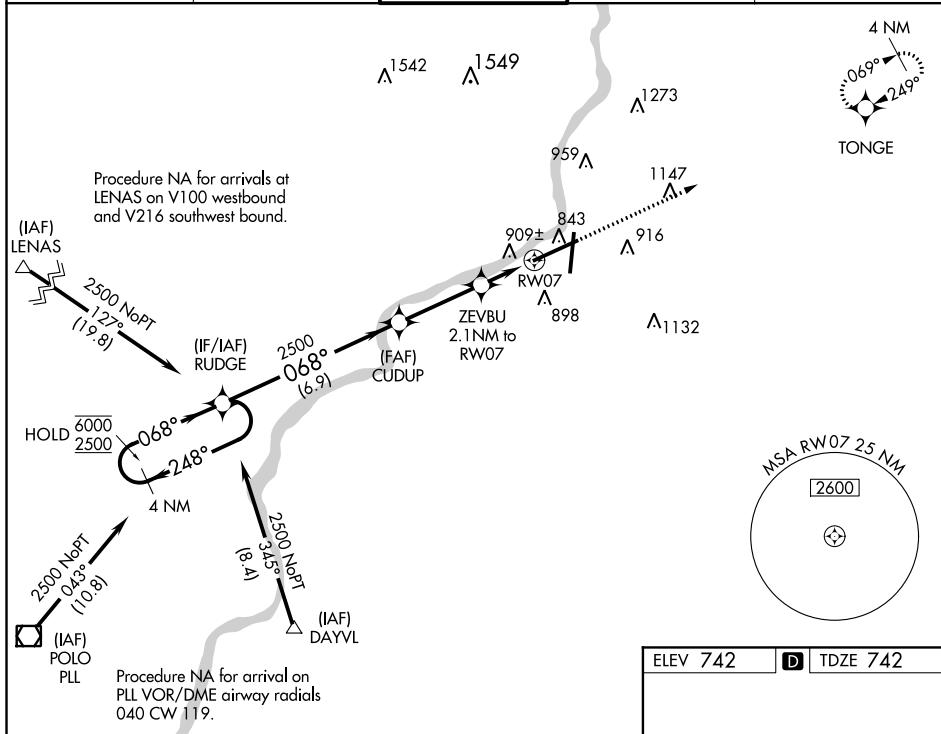 4 NM
069°
249°
TONGE
1542
1549
1273
959
1147
Procedure NA for arrivals at
LENAS on V100 westbound
and V216 southwest bound.
843
909±
916
(IAF)
LENAS
RW07
898
1132
2500 NoPT
127°
(19.8)
ZEVBU
2.1NM to
RW07
(IF/IAF)
RUDGE
2500
068°
(6.9)
(FAF)
CUDUP
HOLD 6000
2500
068°
248°
4 NM
MSA RW07 25 NM
2600
2500 NoPT
043°
(10.8)
2500 NoPT
345°
(8.4)
(IAF)
POLO
PLL
(IAF)
DAYVL
Procedure NA for arrival on
PLL VOR/DME airway radials
040 CW 119.
ELEV 742 D TDZE 742